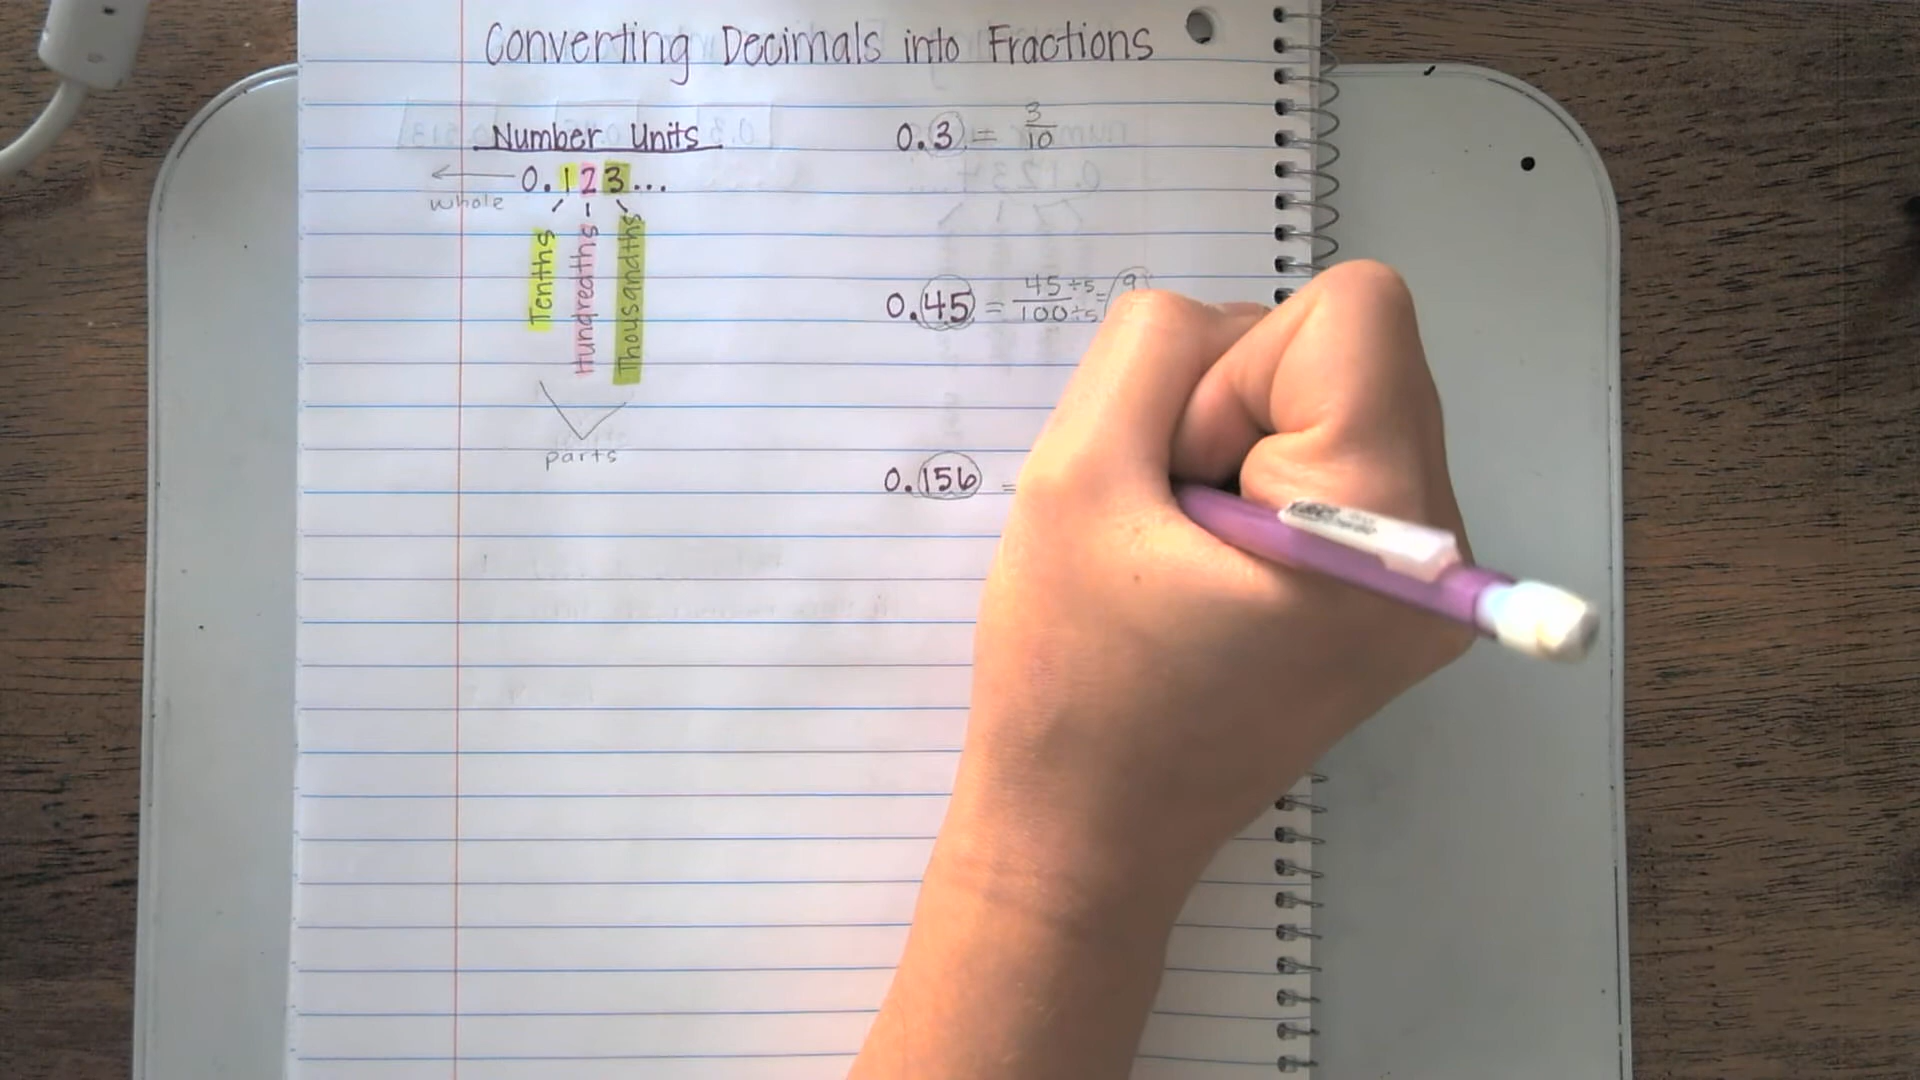 Converting Decimals into Fractions
Number Units
0.123...
whole
Tenths
Hundredths
Thousandths
parts
0.3 = 3/10
0.45 = 45÷5/100÷5 = 9
0.156 =